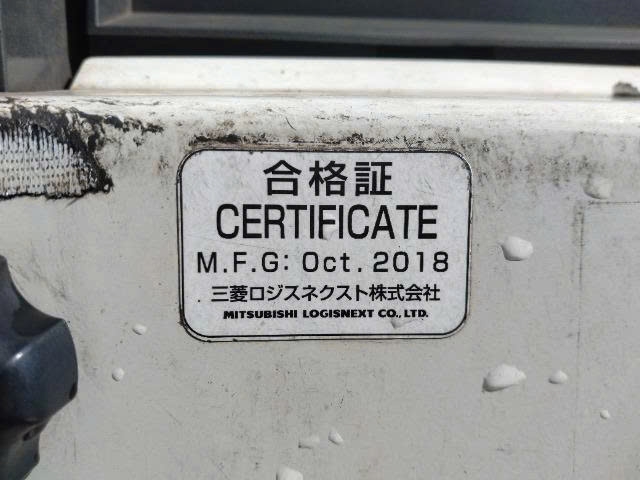 合格証
CERTIFICATE
M.F.G: Oct. 2018
三菱ロジスネクスト株式会社
MITSUBISHI LOGISNEXT CO., LTD.